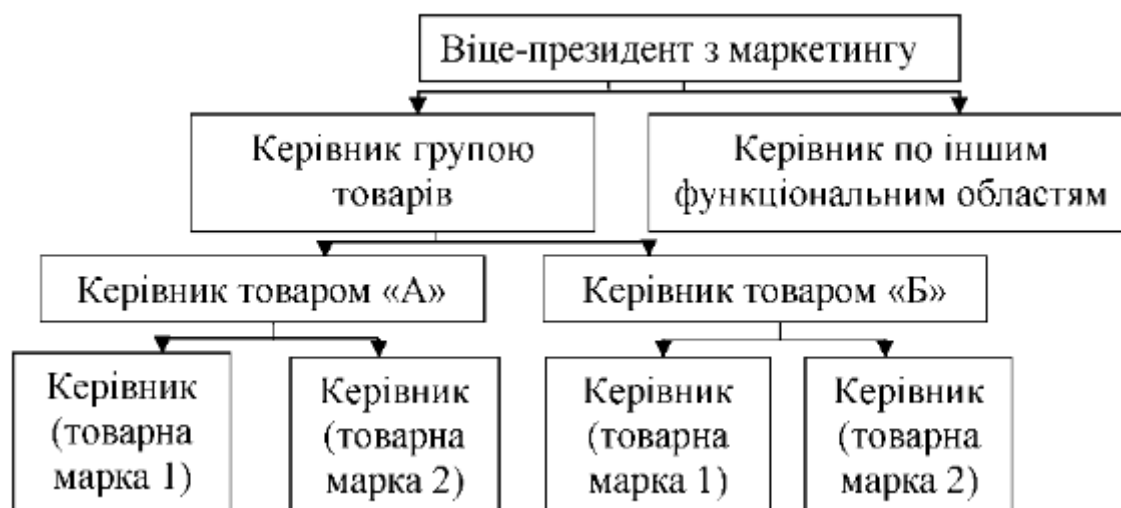 Віце-президент з маркетингу
Керівник групою
товарів
Керівник по іншим
функціональним областям
Керівник товаром «А»
Керівник товаром «Б»
Керівник
(товарна
марка 1)
Керівник
(товарна
марка 2)
Керівник
(товарна
марка 1)
Керівник
(товарна
марка 2)